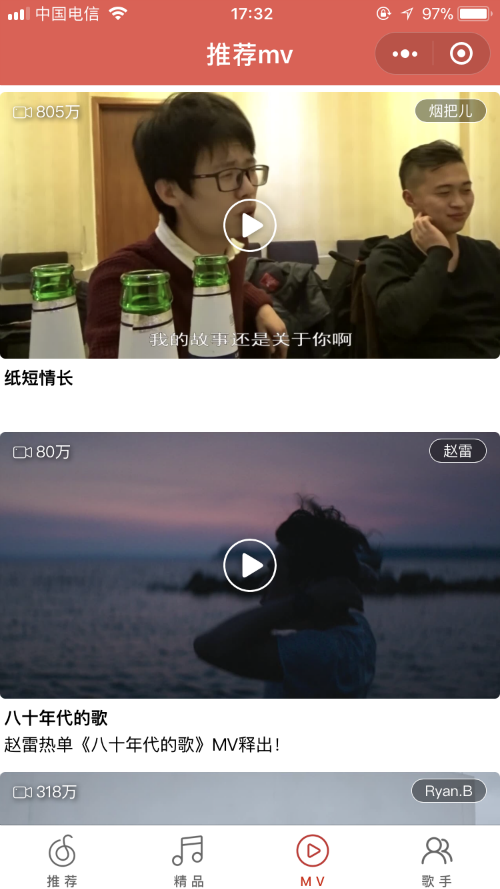 中国电信 17:32 97%
推荐mv
805万 烟把儿
我的故事还是关于你啊
纸短情长
80万 赵雷
八十年代的歌
赵雷热单《八十年代的歌》MV释出！
318万 Ryan.B
推荐 精品 MV 歌手